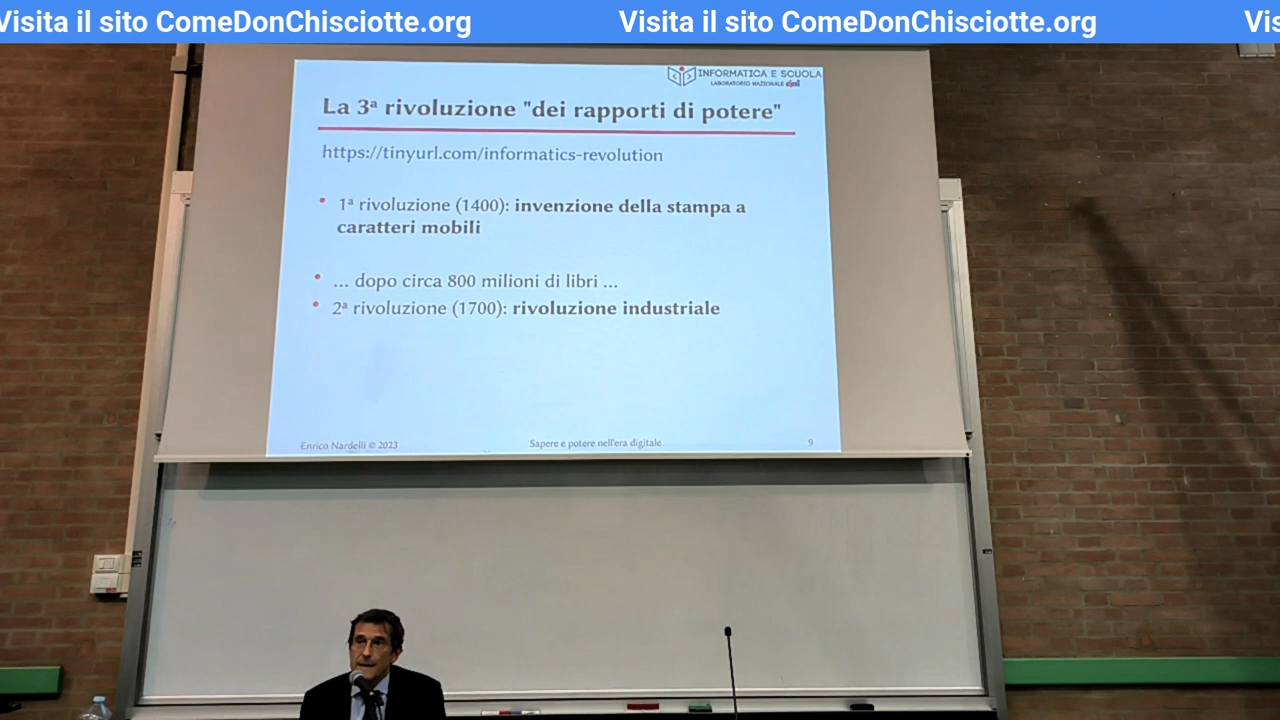 Visita il sito ComeDonChisciotte.org Visita il sito ComeDonChisciotte.org Vis
INFORMATICA E SCUOLA
LABORATORIO NAZIONALE cini
La 3ª rivoluzione "dei rapporti di potere"
https://tinyurl.com/informatics-revolution
• 1ª rivoluzione (1400): invenzione della stampa a
caratteri mobili
• ... dopo circa 800 milioni di libri ...
• 2ª rivoluzione (1700): rivoluzione industriale
Enrico Nardelli © 2023 Sapere e potere nell'era digitale 9